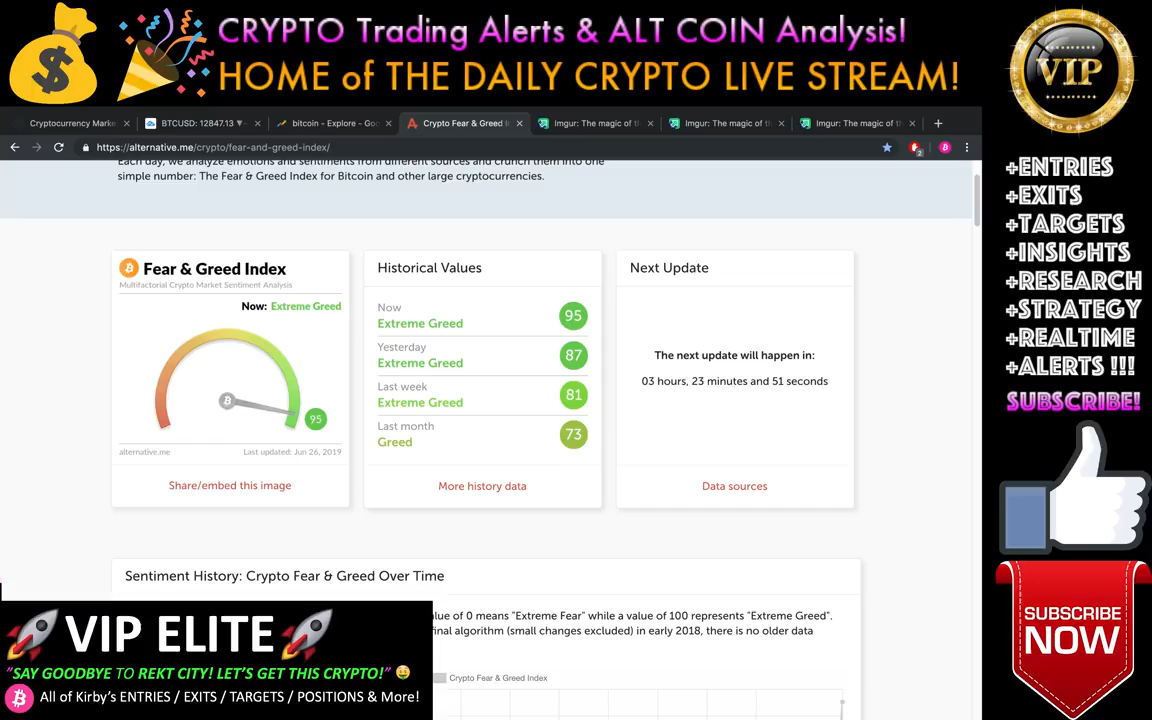 CRYPTO Trading Alerts & ALT COIN Analysis!
HOME of THE DAILY CRYPTO LIVE STREAM!
VIP
Cryptocurrency Marke
BTCUSD: 12847.13
bitcoin - Explore - Goo
Crypto Fear & Greed I
Imgur: The magic of t
Imgur: The magic of t
Imgur: The magic of t
https://alternative.me/crypto/fear-and-greed-index/
2
Each day, we analyze emotions and sentiments from different sources and crunch them into one
simple number: The Fear & Greed Index for Bitcoin and other large cryptocurrencies.
Fear & Greed Index
Multifactorial Crypto Market Sentiment Analysis
Now: Extreme Greed
95
alternative.me
Last updated: Jun 26, 2019
Share/embed this image
Historical Values
Now
Extreme Greed
95
Yesterday
Extreme Greed
87
Last week
Extreme Greed
81
Last month
Greed
73
More history data
Next Update
The next update will happen in:
03 hours, 23 minutes and 51 seconds
Data sources
Sentiment History: Crypto Fear & Greed Over Time
value of 0 means "Extreme Fear" while a value of 100 represents "Extreme Greed".
final algorithm (small changes excluded) in early 2018, there is no older data
Crypto Fear & Greed Index
+ENTRIES
+EXITS
+TARGETS
+INSIGHTS
+RESEARCH
+STRATEGY
+REALTIME
+ALERTS !!!
SUBSCRIBE!
SUBSCRIBE
NOW
VIP ELITE
"SAY GOODBYE TO REKT CITY! LET'S GET THIS CRYPTO!"
All of Kirby's ENTRIES / EXITS / TARGETS / POSITIONS & More!